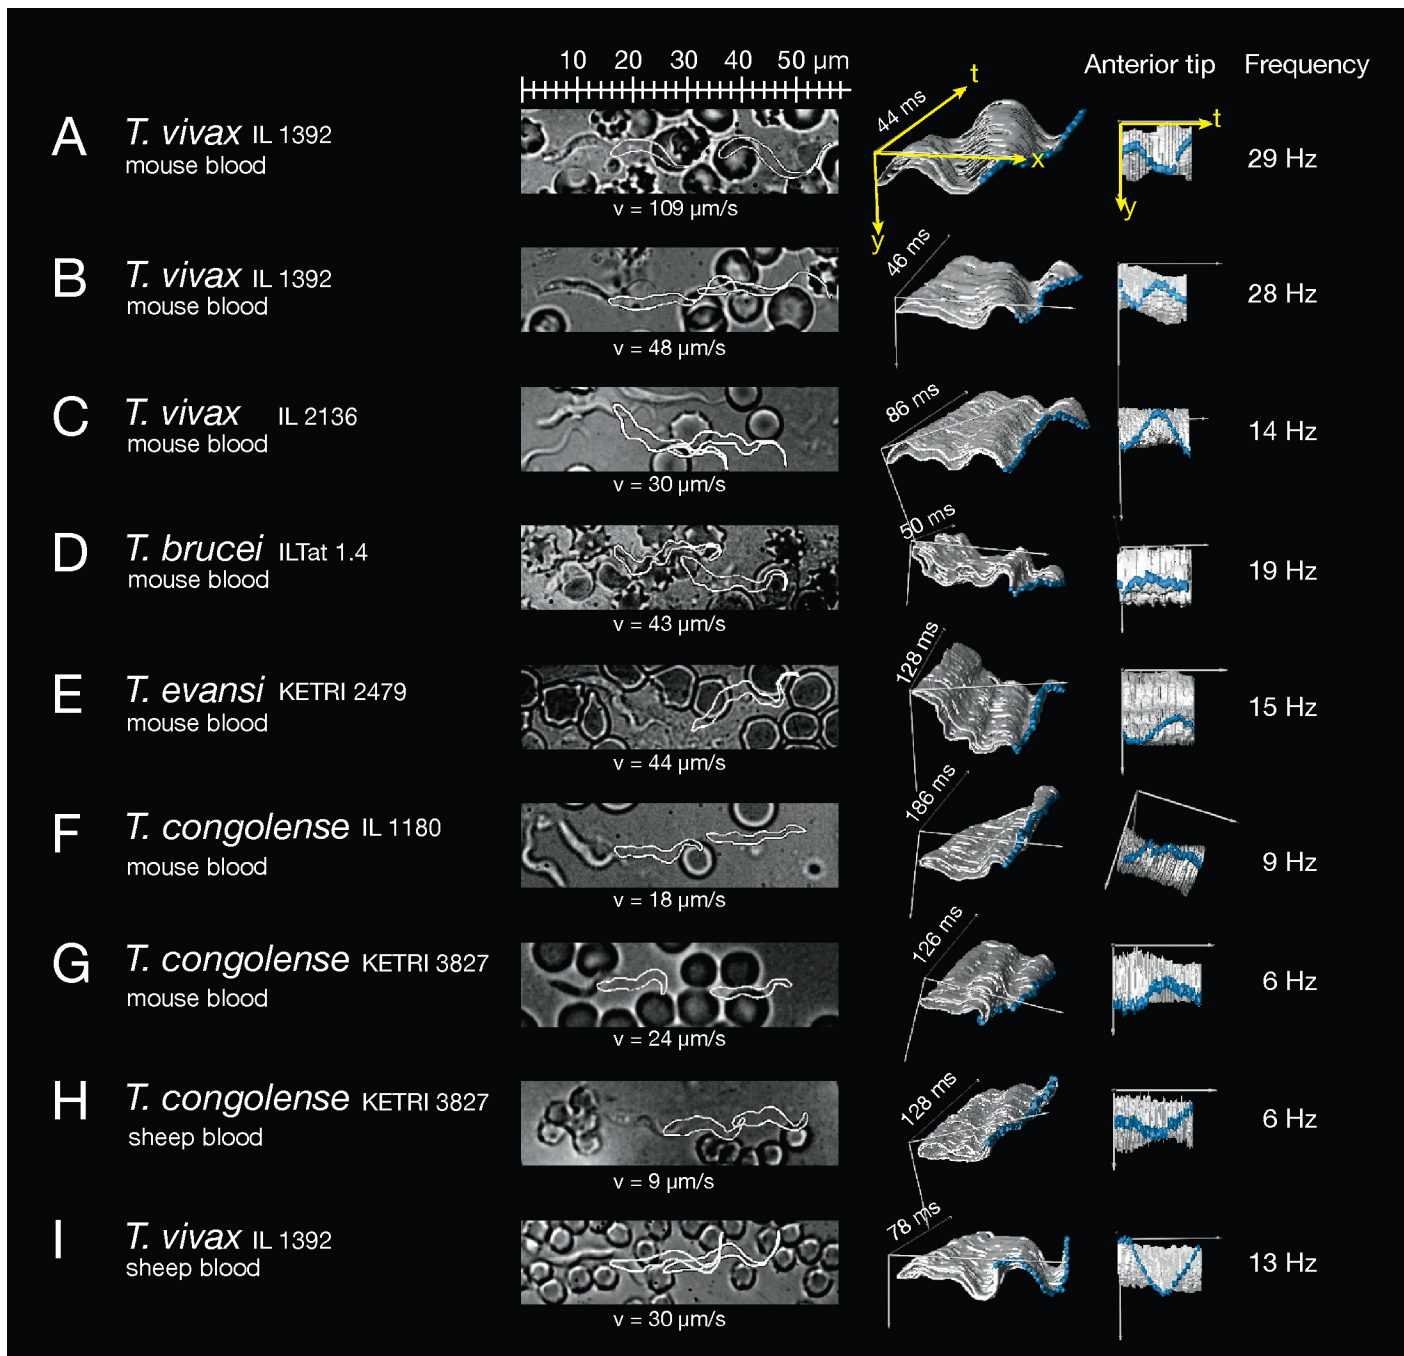 10 20 30 40 50 µm
Anterior tip Frequency
A T. vivax IL 1392
mouse blood
v = 109 µm/s
44 ms
t
x
y
t
y
29 Hz
B T. vivax IL 1392
mouse blood
v = 48 µm/s
46 ms
28 Hz
C T. vivax IL 2136
mouse blood
v = 30 µm/s
86 ms
14 Hz
D T. brucei ILTat 1.4
mouse blood
v = 43 µm/s
50 ms
19 Hz
E T. evansi KETRI 2479
mouse blood
v = 44 µm/s
128 ms
15 Hz
F T. congolense IL 1180
mouse blood
v = 18 µm/s
186 ms
9 Hz
G T. congolense KETRI 3827
mouse blood
v = 24 µm/s
126 ms
6 Hz
H T. congolense KETRI 3827
sheep blood
v = 9 µm/s
128 ms
6 Hz
I T. vivax IL 1392
sheep blood
v = 30 µm/s
78 ms
13 Hz